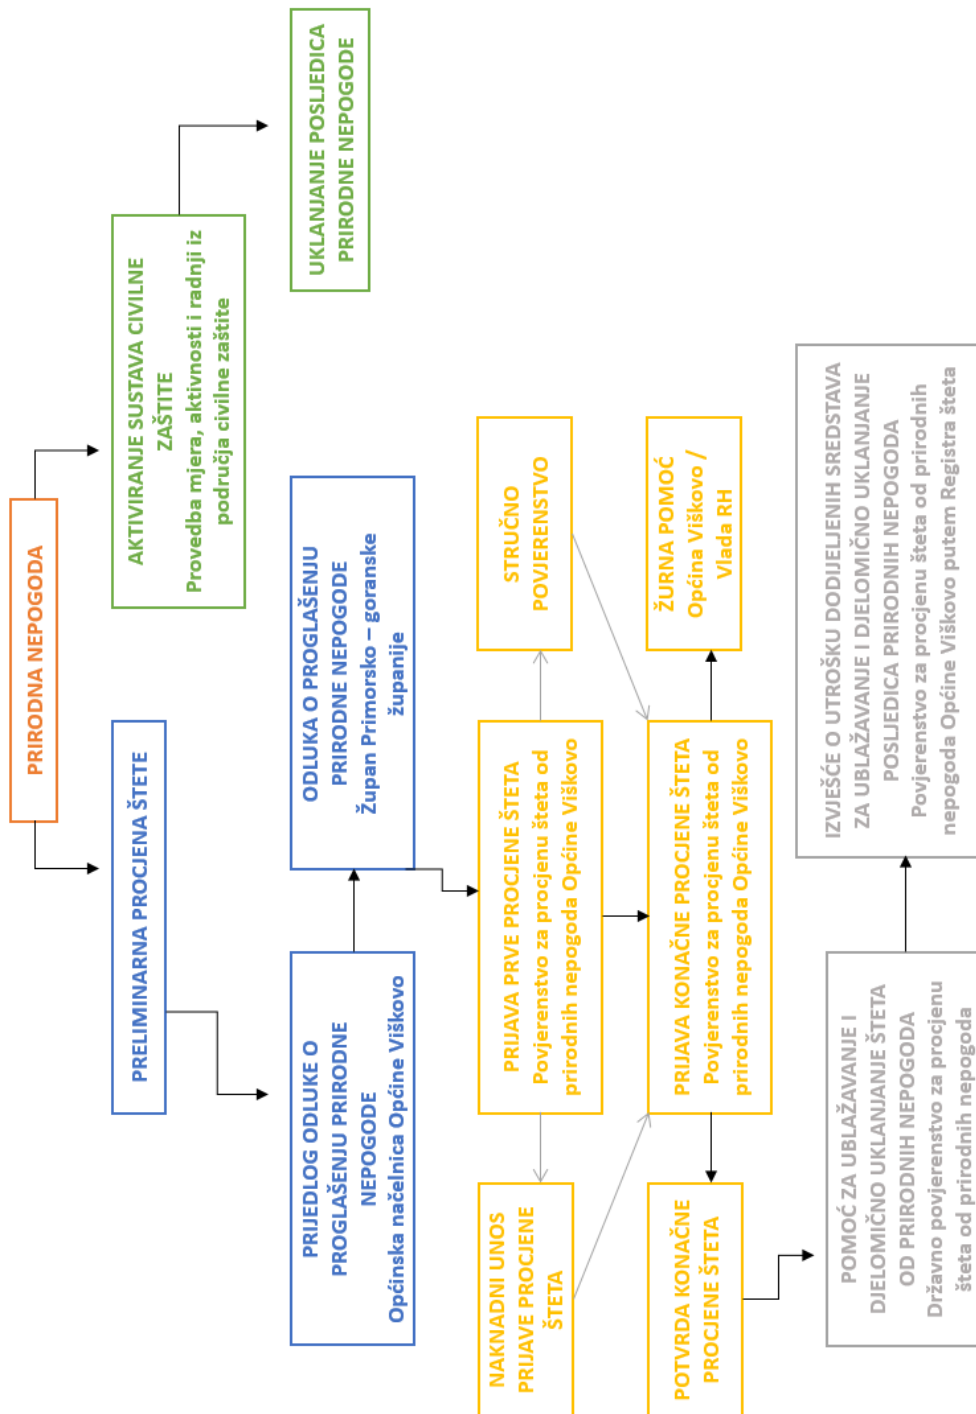 PRIRODNA NEPOGODA
PRELIMINARNA PROCJENA ŠTETE
AKTIVIRANJE SUSTAVA CIVILNE
ZAŠTITE
Provedba mjera, aktivnosti i radnji iz
područja civilne zaštite
PRIJEDLOG ODLUKE O
PROGLAŠENJU PRIRODNE
NEPOGODE
Općinska načelnica Općine Viškovo
ODLUKA O PROGLAŠENJU
PRIRODNE NEPOGODE
Župan Primorsko – goranske
županije
UKLANJANJE POSLJEDICA
PRIRODNE NEPOGODE
NAKNADNI UNOS
PRIJAVE PROCJENE
ŠTETA
PRIJAVA PRVE PROCJENE ŠTETA
Povjerenstvo za procjenu šteta od
prirodnih nepogoda Općine Viškovo
STRUČNO
POVJERENSTVO
POTVRDA KONAČNE
PROCJENE ŠTETA
PRIJAVA KONAČNE PROCJENE ŠTETA
Povjerenstvo za procjenu šteta od
prirodnih nepogoda Općine Viškovo
ŽURNA POMOĆ
Općina Viškovo /
Vlada RH
POMOĆ ZA UBLAŽAVANJE I
DJELOMIČNO UKLANJANJE ŠTETA
OD PRIRODNIH NEPOGODA
Državno povjerenstvo za procjenu
šteta od prirodnih nepogoda
IZVJEŠĆE O UTROŠKU DODIJELJENIH SREDSTAVA
ZA UBLAŽAVANJE I DJELOMIČNO UKLANJANJE
POSLJEDICA PRIRODNIH NEPOGODA
Povjerenstvo za procjenu šteta od prirodnih
nepogoda Općine Viškovo putem Registra šteta